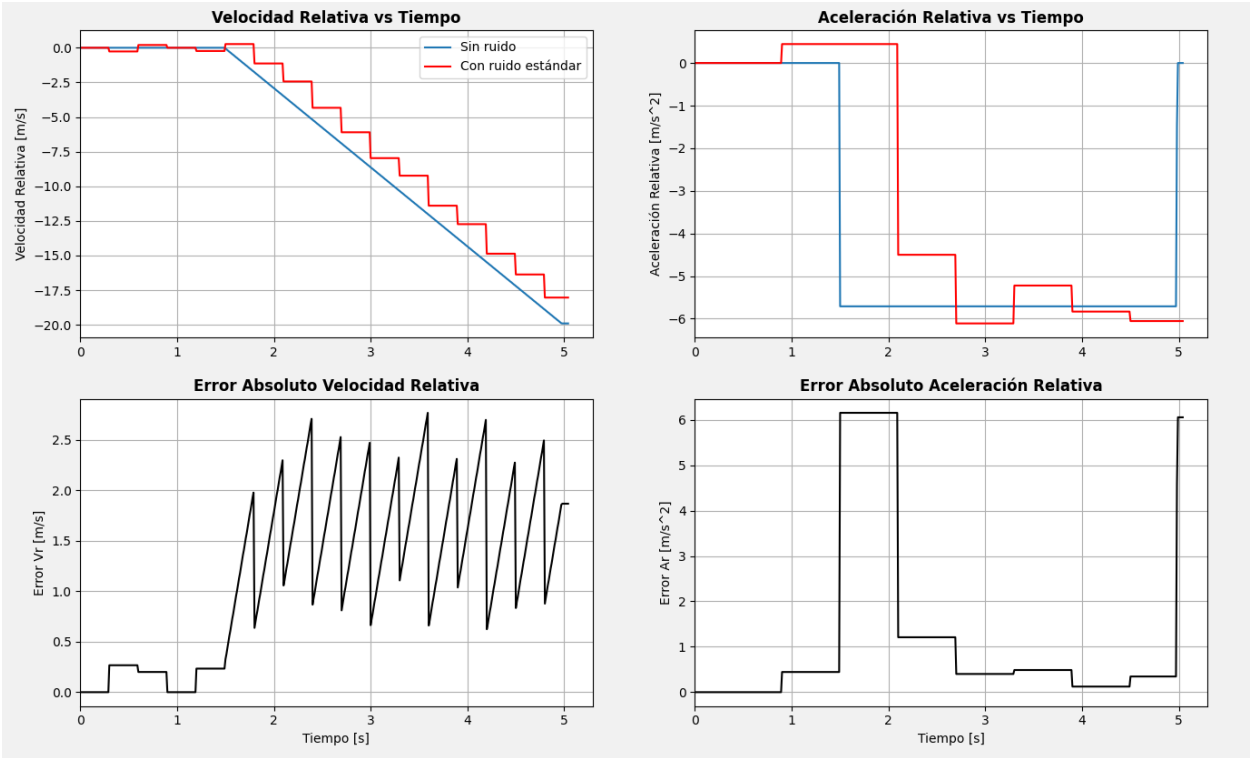 Velocidad Relativa vs Tiempo
Sin ruido
Con ruido estándar
Velocidad Relativa [m/s]
0.0
−2.5
−5.0
−7.5
−10.0
−12.5
−15.0
−17.5
−20.0
0 1 2 3 4 5
Aceleración Relativa vs Tiempo
Aceleración Relativa [m/s^2]
0
−1
−2
−3
−4
−5
−6
0 1 2 3 4 5
Error Absoluto Velocidad Relativa
Error Vr [m/s]
2.5
2.0
1.5
1.0
0.5
0.0
0 1 2 3 4 5
Tiempo [s]
Error Absoluto Aceleración Relativa
Error Ar [m/s^2]
6
5
4
3
2
1
0
0 1 2 3 4 5
Tiempo [s]